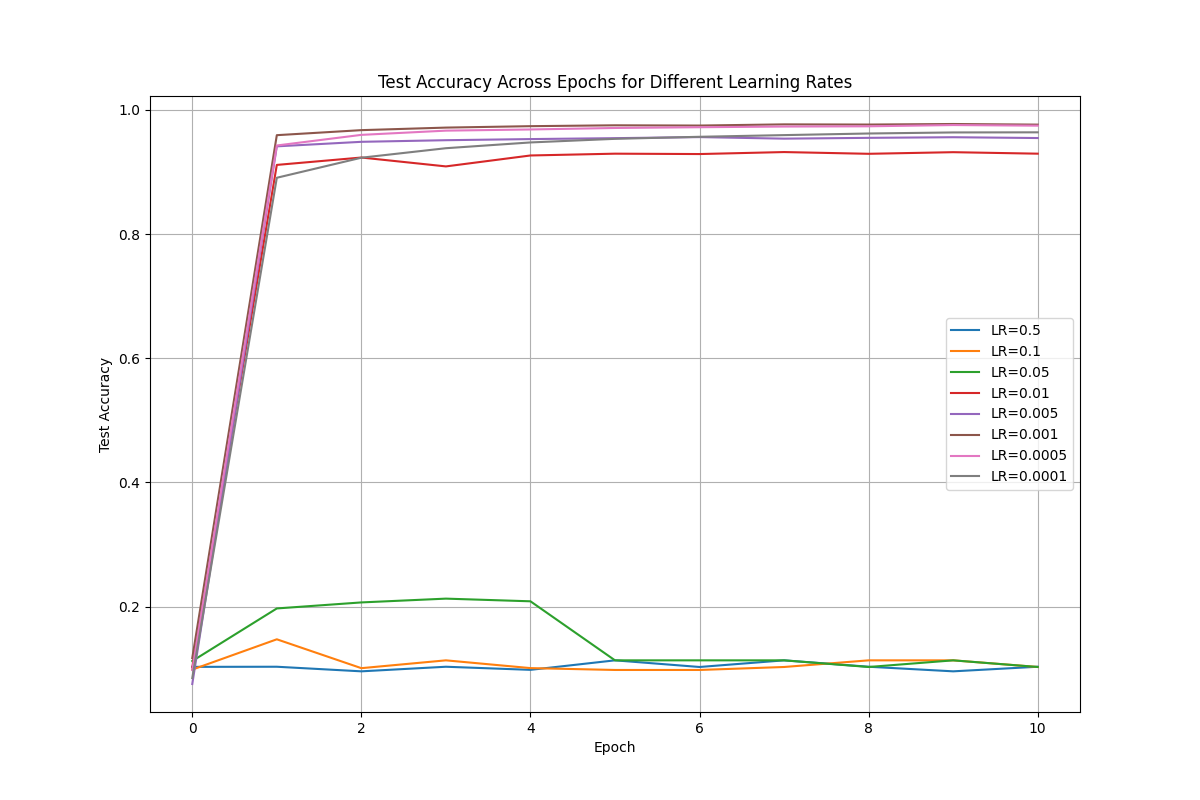 Test Accuracy Across Epochs for Different Learning Rates
1.0
0.8
0.6
0.4
0.2
Test Accuracy
LR=0.5
LR=0.1
LR=0.05
LR=0.01
LR=0.005
LR=0.001
LR=0.0005
LR=0.0001
0 2 4 6 8 10
Epoch